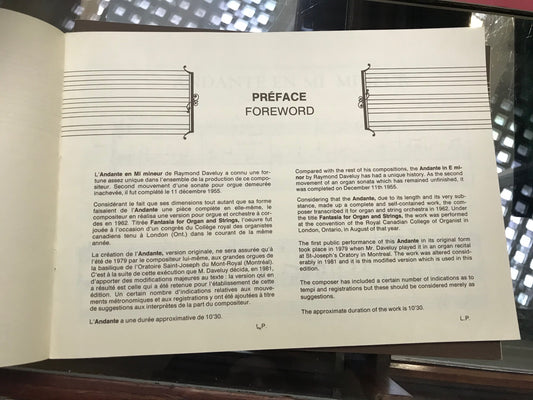 PRÉFACE
FOREWORD
L'Andante en MI mineur de Raymond Daveluy a connu une for-
tune assez unique dans l'ensemble de la production de ce compo-
siteur. Second mouvement d'une sonate pour orgue demeurée
inachevée, il fut complété le 11 décembre 1955.
Considérant le fait que ses dimensions tout autant que sa forme
faisaient de l'Andante une pièce complète en elle-même, le
compositeur en réalisa une version pour orgue et orchestre à cor-
des en 1962. Titrée Fantasia for Organ and Strings, l'oeuvre fut
jouée à l'occasion d'un congrès du Collège royal des organistes
canadiens tenu à London (Ont.) dans le courant de la même
année.
La création de l'Andante, version originale, ne sera assurée qu'à
l'été de 1979 par le compositeur lui-même, aux grandes orgues de
la basilique de l'Oratoire Saint-Joseph du Mont-Royal (Montréal).
C'est à la suite de cette exécution que M. Daveluy décida, en 1981,
d'apporter des modifications majeures au texte : la version qui en
a résulté est celle qui a été retenue pour l'établissement de cette
édition. Un certain nombre d'indications relatives aux mouve-
ments métronomiques et aux registrations y ont été ajoutées à titre
de suggestions aux interprètes de la part du compositeur.
L'Andante a une durée approximative de 10'30.
L.P.
Compared with the rest of his compositions, the Andante in E mi-
nor by Raymond Daveluy has had a unique history. As the second
movement of an organ sonata which has remained unfinished, it
was completed on December 11th 1955.
Considering that the Andante, due to its length and its very sub-
stance, made up a complete and self-contained work, the com-
poser transcribed it for organ and string orchestra in 1962. Under
the title Fantasia for Organ and Strings, the work was performed
at the convention of the Royal Canadian College of Organist in
London, Ontario, in August of that year.
The first public performance of this Andante in its original form
took place in 1979 when Mr. Daveluy played it in an organ recital
at St-Joseph's Oratory in Montreal. The work was altered consid-
erably in 1981 and it is this modified version which is used in this
edition.
The composer has included a certain number of indications as to
tempi and registrations but these should be considered merely as
suggestions.
The approximate duration of the work is 10'30.
L.P.